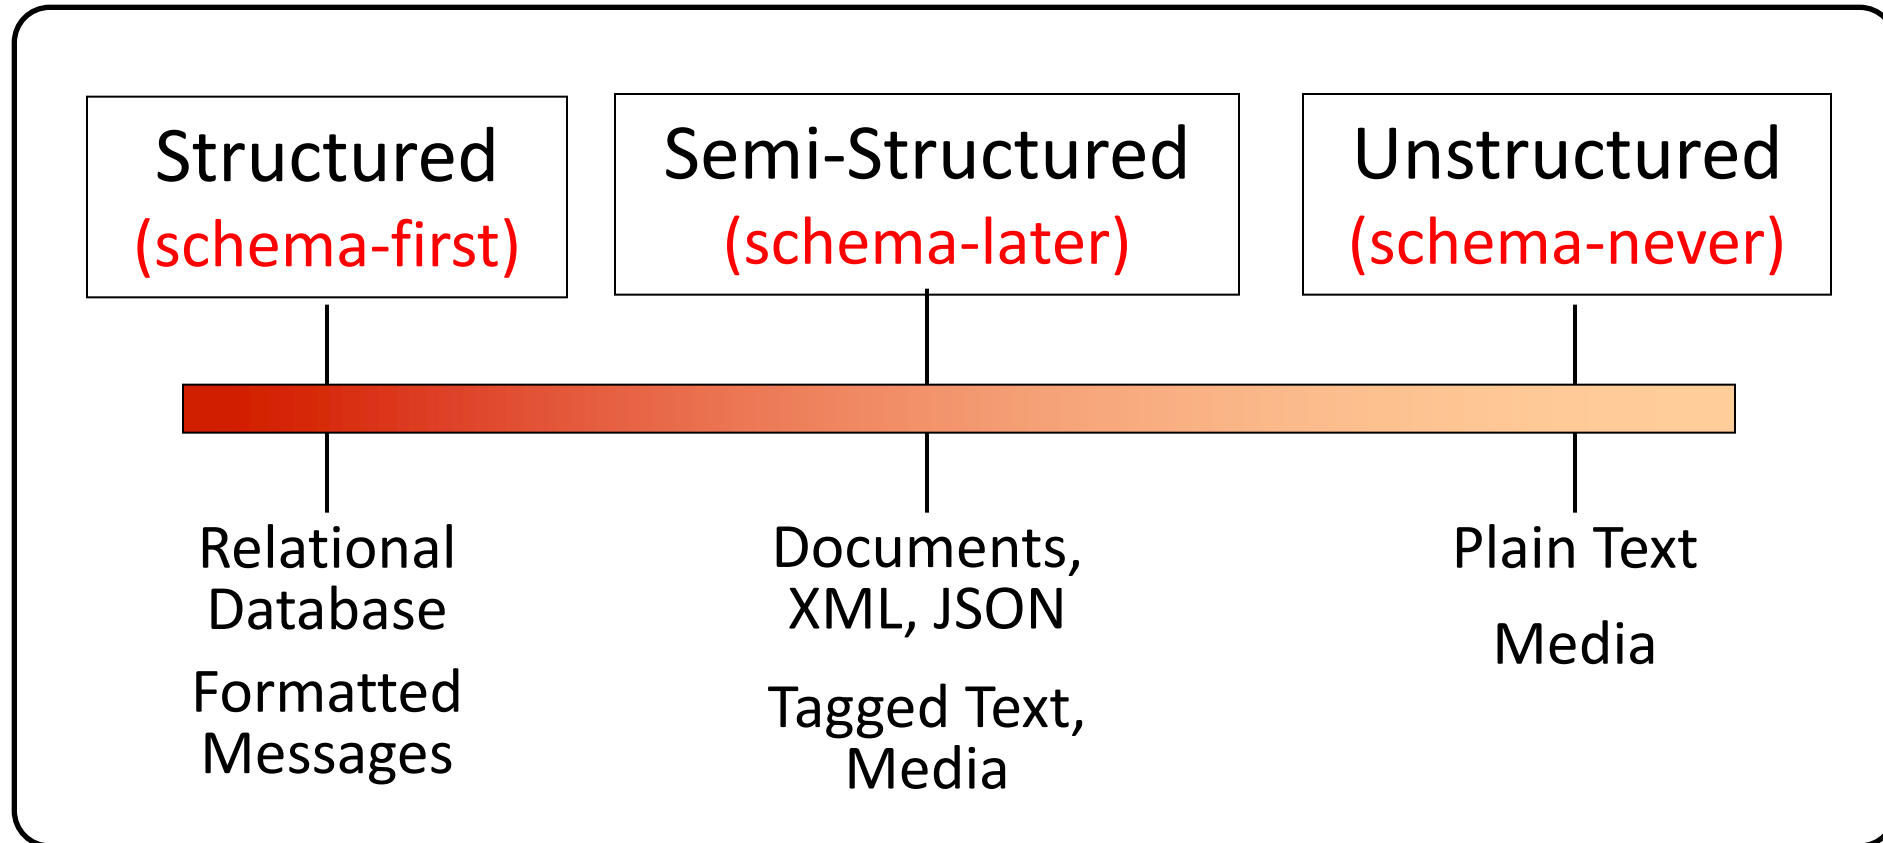 Structured
(schema-first)
Semi-Structured
(schema-later)
Unstructured
(schema-never)
Relational
Database
Formatted
Messages
Documents,
XML, JSON
Tagged Text,
Media
Plain Text
Media